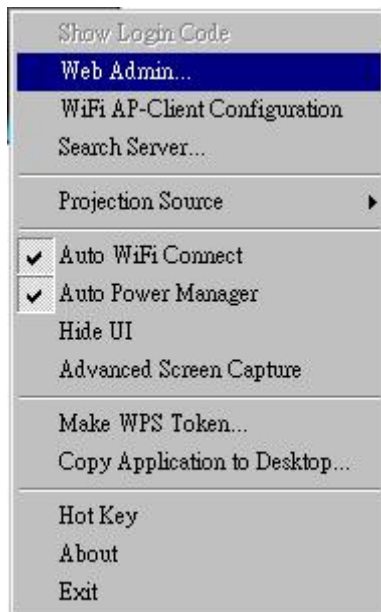 Show Login Code
Web Admin...
WiFi AP-Client Configuration
Search Server...
Projection Source
Auto WiFi Connect
Auto Power Manager
Hide UI
Advanced Screen Capture
Make WPS Token...
Copy Application to Desktop...
Hot Key
About
Exit